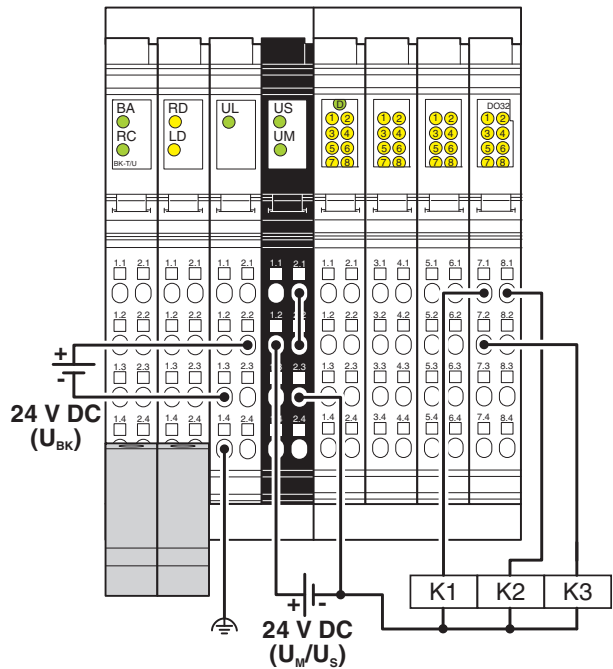 BA RD UL US D DO32
1 2 1 2 1 2 1 2
RC LD UM 3 4 3 4 3 4 3 4
5 6 5 6 5 6 5 6
BK-T/U 7 8 7 8 7 8 7 8
1.1 2.1 1.1 2.1 1.1 2.1 1.1 2.1 1.1 2.1 3.1 4.1 5.1 6.1 7.1 8.1
1.2 2.2 1.2 2.2 1.2 2.2 1.2 1.2 2.2 3.2 4.2 5.2 6.2 7.2 8.2
+
1.3 2.3 1.3 2.3 1.3 2.3 2.3 1.3 2.3 3.3 4.3 5.3 6.3 7.3 8.3
-
24 V DC
(UBK)
1.4 2.4 1.4 2.4 1.4 2.4 2.4 1.4 2.4 3.4 4.4 5.4 6.4 7.4 8.4
K1 K2 K3
+ -
24 V DC
(UM/US)